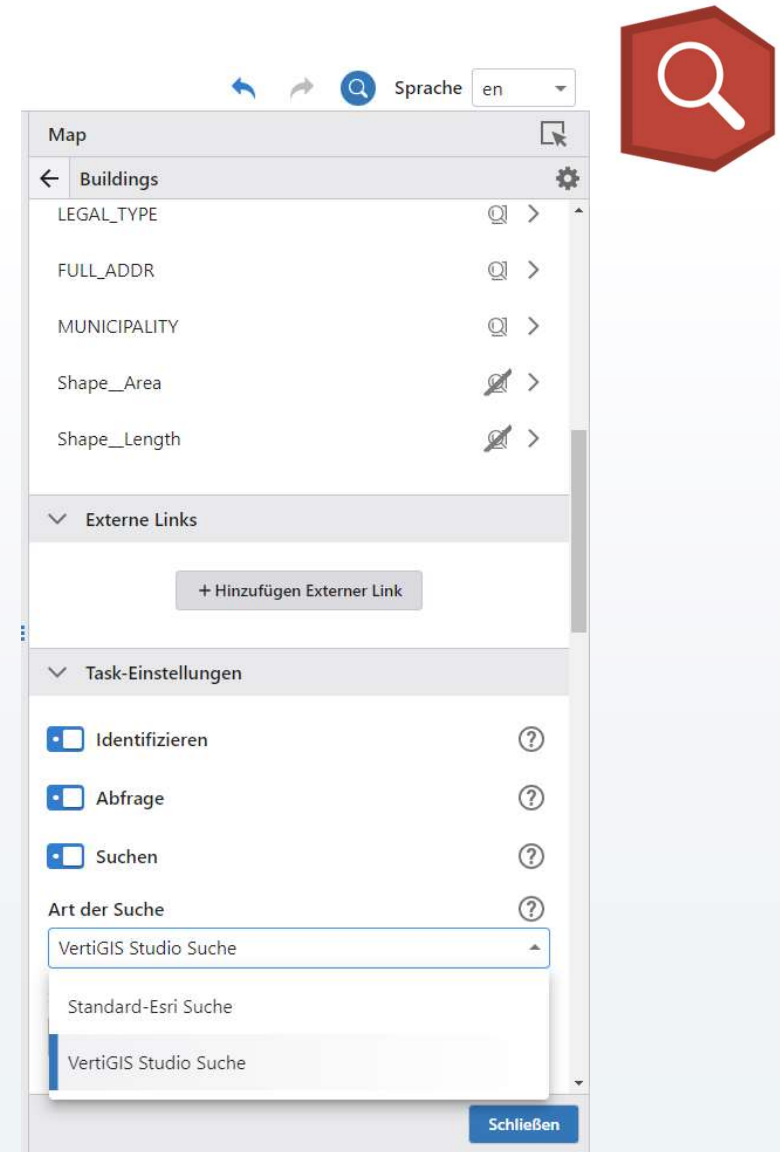 Sprache en
Map
Buildings
LEGAL_TYPE
FULL_ADDR
MUNICIPALITY
Shape__Area
Shape__Length
Externe Links
+ Hinzufügen Externer Link
Task-Einstellungen
Identifizieren
Abfrage
Suchen
Art der Suche
VertiGIS Studio Suche
Standard-Esri Suche
VertiGIS Studio Suche
Schließen